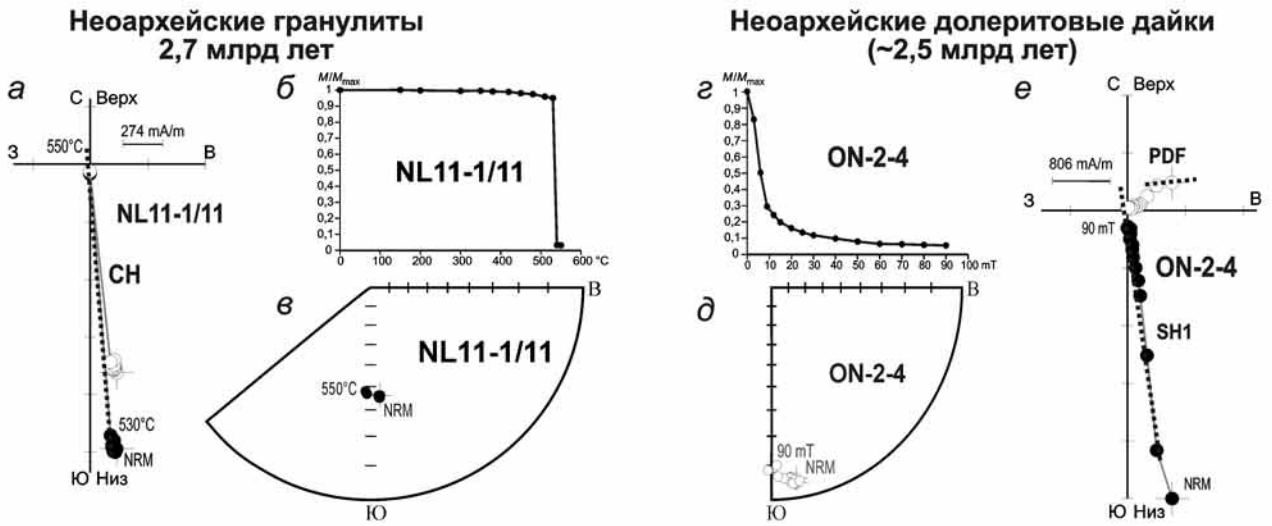 Неоархейские гранулиты
2,7 млрд лет
Неоархейские долеритовые дайки
(~2,5 млрд лет)
а
С Верх
274 mA/m
550°C
З
В
NL11-1/11
CH
530°C
NRM
Ю Низ
б
M/Mmax
1
0,9
0,8
0,7
0,6
0,5
0,4
0,3
0,2
0,1
0
0 100 200 300 400 500 600 °C
NL11-1/11
в
В
NL11-1/11
550°C
NRM
Ю
г
M/Mmax
1
0,9
0,8
0,7
0,6
0,5
0,4
0,3
0,2
0,1
0
0 10 20 30 40 50 60 70 80 90 100 mT
ON-2-4
д
В
ON-2-4
90 mT
NRM
Ю
е
С Верх
806 mA/m
PDF
З
В
90 mT
ON-2-4
SH1
NRM
Ю Низ